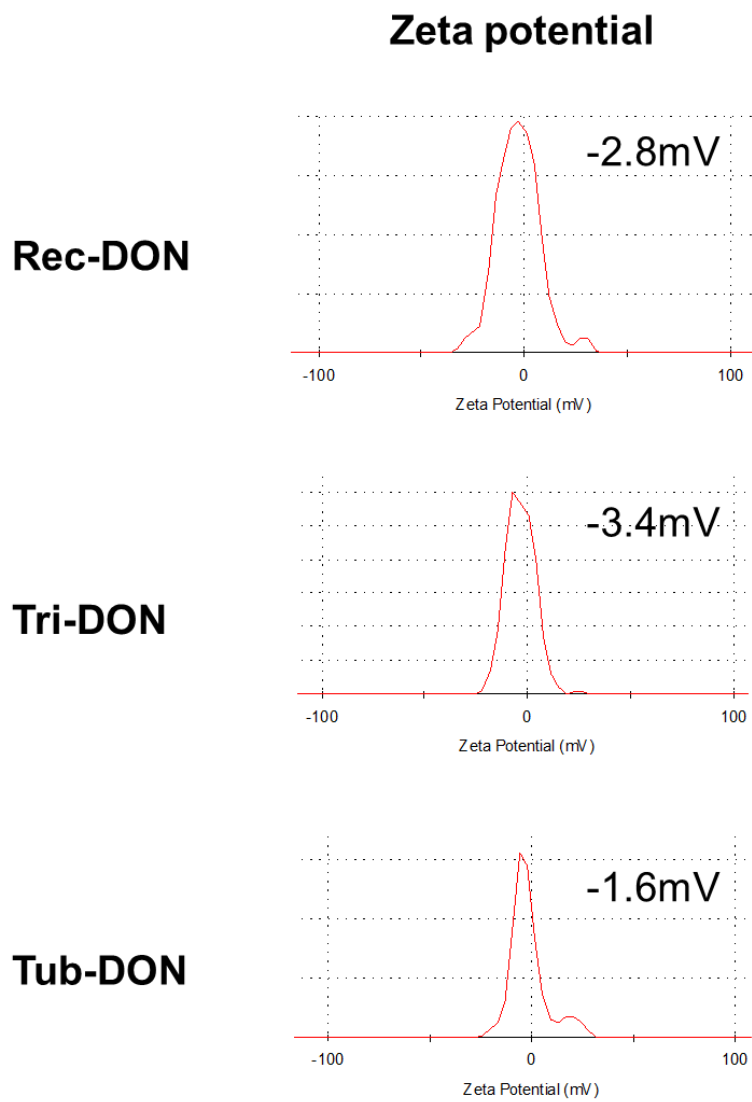 Zeta potential
-2.8mV
Rec-DON
-100 0 100
Zeta Potential (mV)
-3.4mV
Tri-DON
-100 0 100
Zeta Potential (mV)
-1.6mV
Tub-DON
-100 0 100
Zeta Potential (mV)